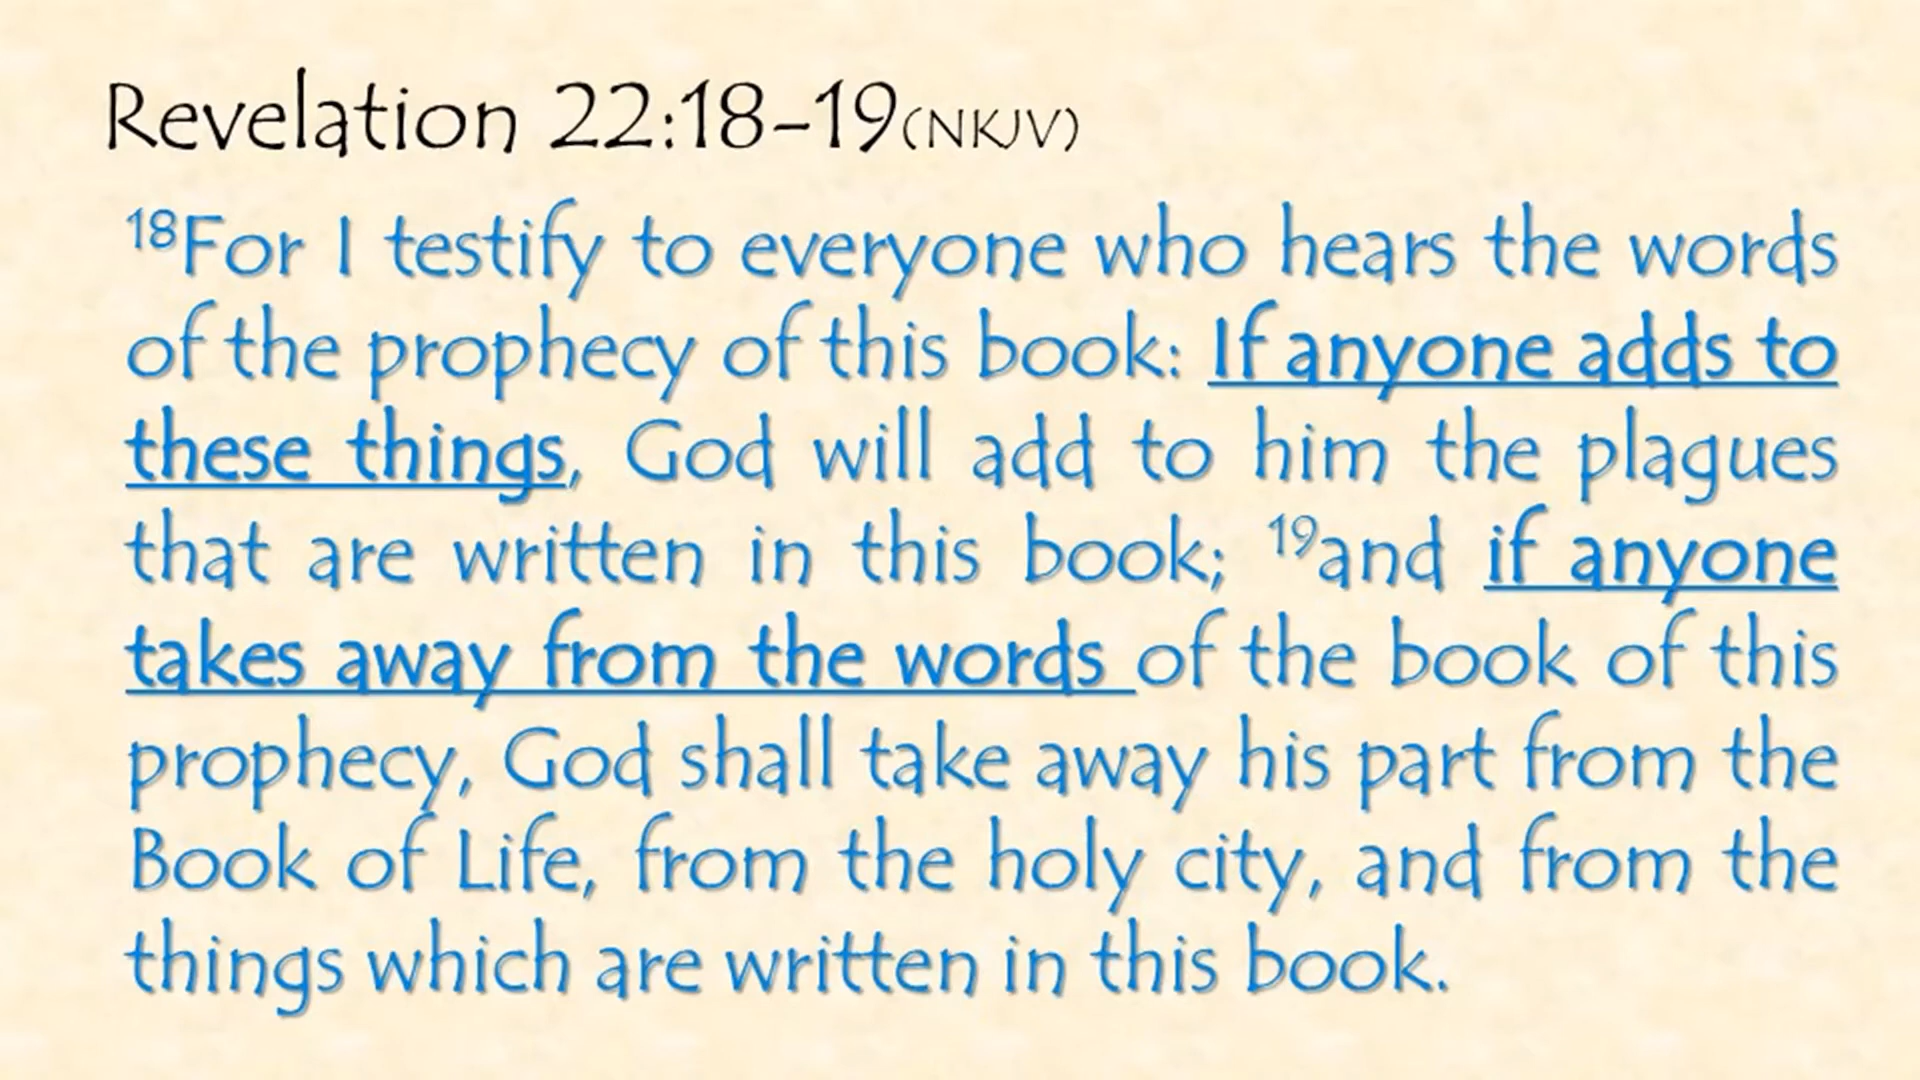 Revelation 22:18-19(NKJV)
18For I testify to everyone who hears the words
of the prophecy of this book: If anyone adds to
these things, God will add to him the plagues
that are written in this book; 19and if anyone
takes away from the words of the book of this
prophecy, God shall take away his part from the
Book of Life, from the holy city, and from the
things which are written in this book.